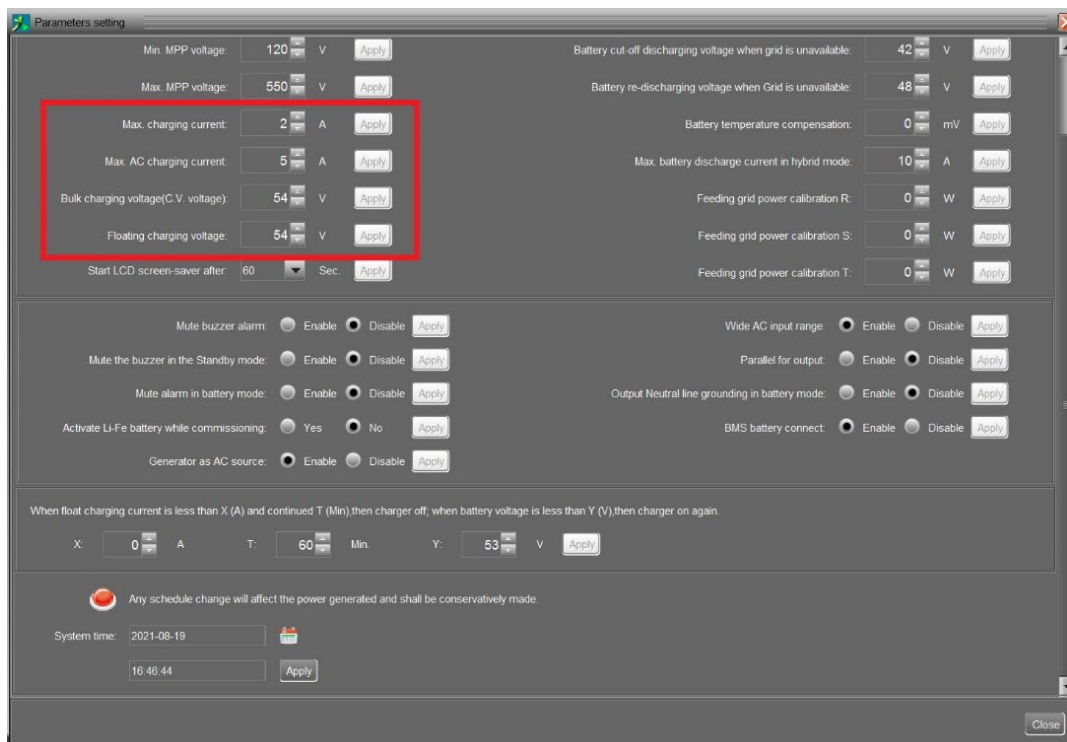 Parameters setting
Min. MPP voltage: 120 V Apply
Battery cut-off discharging voltage when grid is unavailable: 42 V Apply
Max. MPP voltage: 550 V Apply
Battery re-discharging voltage when Grid is unavailable: 48 V Apply
Max. charging current: 2 A Apply
Battery temperature compensation: 0 mV Apply
Max. AC charging current: 5 A Apply
Max. battery discharge current in hybrid mode: 10 A Apply
Bulk charging voltage(C.V. voltage): 54 V Apply
Feeding grid power calibration R: 0 W Apply
Floating charging voltage: 54 V Apply
Feeding grid power calibration S: 0 W Apply
Start LCD screen-saver after: 60 Sec. Apply
Feeding grid power calibration T: 0 W Apply
Mute buzzer alarm: Enable Disable Apply
Wide AC input range: Enable Disable Apply
Mute the buzzer in the Standby mode: Enable Disable Apply
Parallel for output: Enable Disable Apply
Mute alarm in battery mode: Enable Disable Apply
Output Neutral line grounding in battery mode: Enable Disable Apply
Activate Li-Fe battery while commissioning: Yes No Apply
BMS battery connect: Enable Disable Apply
Generator as AC source: Enable Disable Apply
When float charging current is less than X (A) and continued T (Min),then charger off; when battery voltage is less than Y (V),then charger on again.
X: 0 A T: 60 Min. Y: 53 V Apply
Any schedule change will affect the power generated and shall be conservatively made.
System time: 2021-08-19
16:46:44 Apply
Close